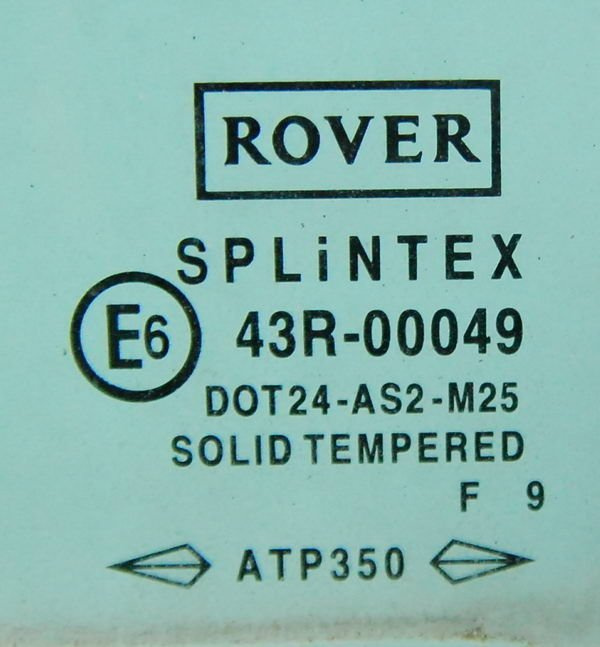 ROVER
SPLiNTEX
E6 43R-00049
DOT24-AS2-M25
SOLID TEMPERED
F 9
ATP350